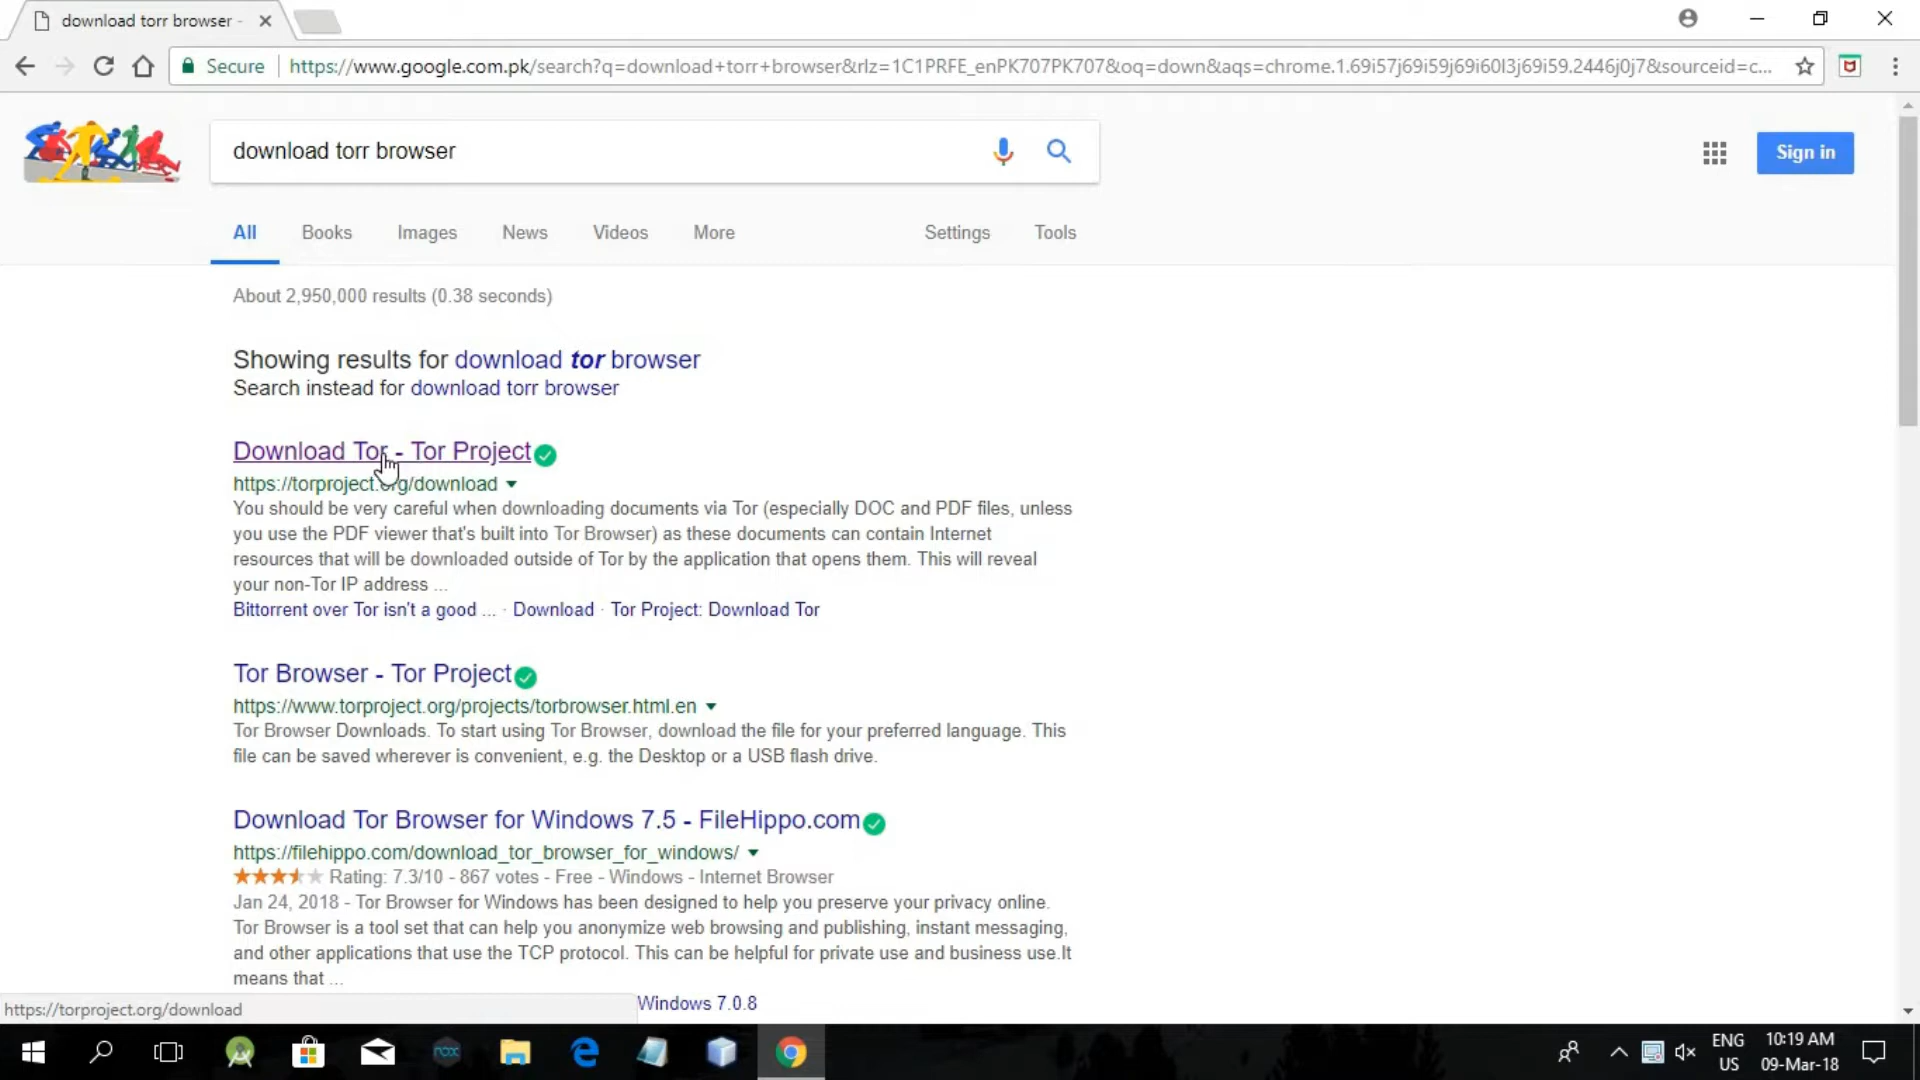 download torr browser -
Secure https://www.google.com.pk/search?q=download+torr+browser&rlz=1C1PRFE_enPK707PK707&oq=down&aqs=chrome.1.69i57j69i59j69i60l3j69i59.2446j0j7&sourceid=c...
download torr browser
Sign in
All Books Images News Videos More Settings Tools
About 2,950,000 results (0.38 seconds)
Showing results for download tor browser
Search instead for download torr browser
Download Tor - Tor Project
https://torproject.org/download
You should be very careful when downloading documents via Tor (especially DOC and PDF files, unless
you use the PDF viewer that's built into Tor Browser) as these documents can contain Internet
resources that will be downloaded outside of Tor by the application that opens them. This will reveal
your non-Tor IP address ...
Bittorrent over Tor isn't a good ... · Download · Tor Project: Download Tor
Tor Browser - Tor Project
https://www.torproject.org/projects/torbrowser.html.en
Tor Browser Downloads. To start using Tor Browser, download the file for your preferred language. This
file can be saved wherever is convenient, e.g. the Desktop or a USB flash drive.
Download Tor Browser for Windows 7.5 - FileHippo.com
https://filehippo.com/download_tor_browser_for_windows/
Rating: 7.3/10 - 867 votes - Free - Windows - Internet Browser
Jan 24, 2018 - Tor Browser for Windows has been designed to help you preserve your privacy online.
Tor Browser is a tool set that can help you anonymize web browsing and publishing, instant messaging,
and other applications that use the TCP protocol. This can be helpful for private use and business use.It
means that ...
https://torproject.org/download Windows 7.0.8
nox
ENG 10:19 AM
US 09-Mar-18